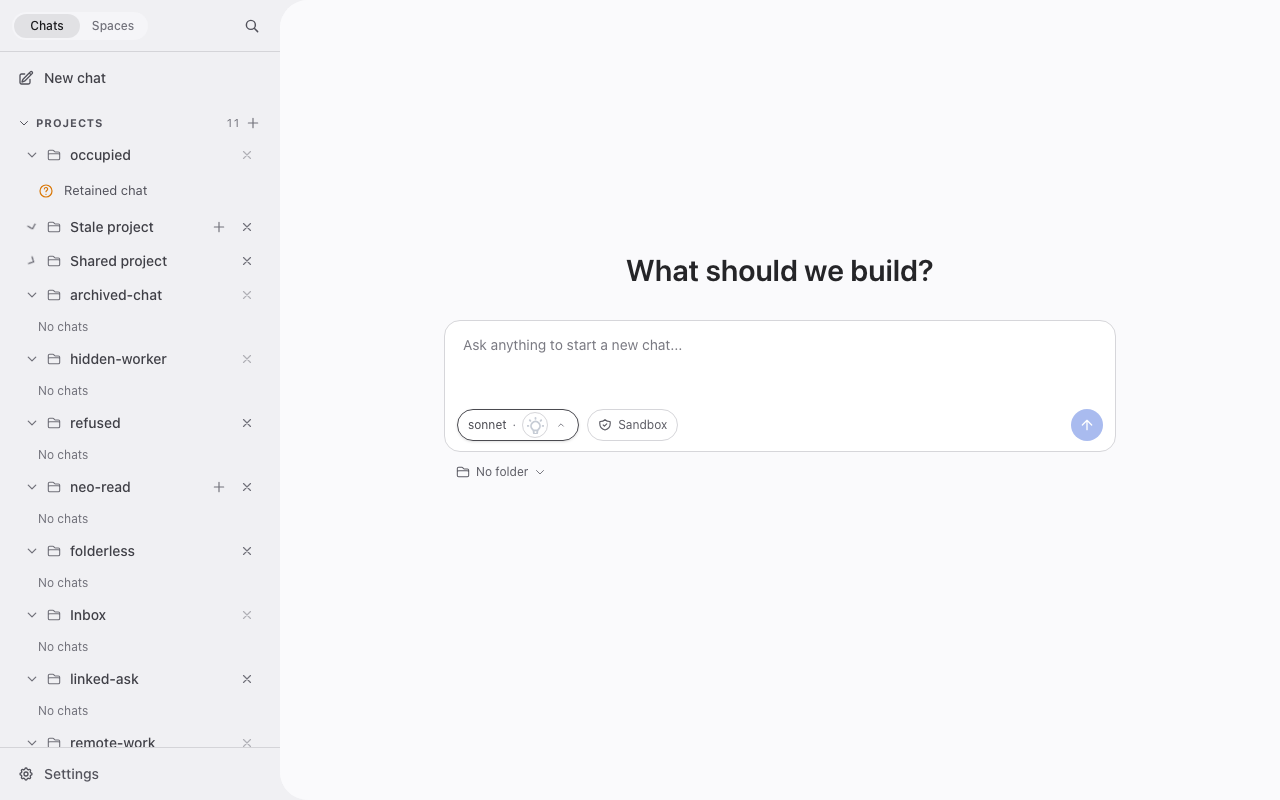 Chats Spaces
New chat
PROJECTS 11
occupied
Retained chat
Stale project
Shared project
archived-chat
No chats
hidden-worker
No chats
refused
No chats
neo-read
No chats
folderless
No chats
Inbox
No chats
linked-ask
No chats
remote-work
Settings
What should we build?
Ask anything to start a new chat...
sonnet · Sandbox
No folder